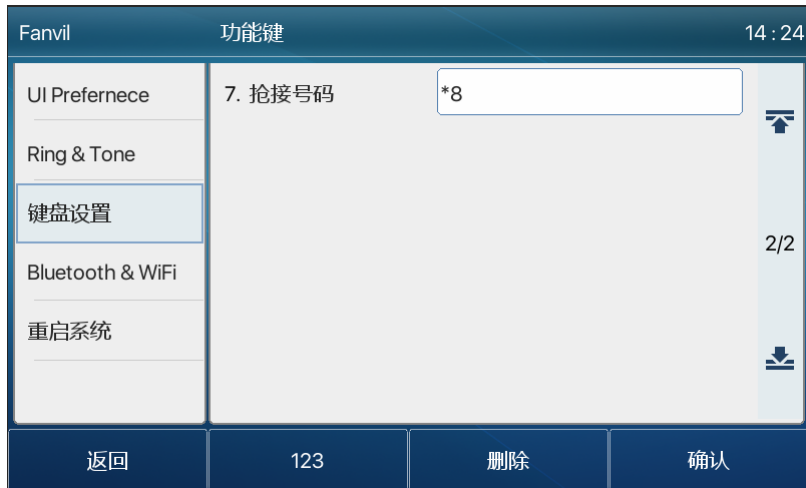 Fanvil 功能键 14:24
UI Prefernece
7. 抢接号码 *8
Ring & Tone
键盘设置
2/2
Bluetooth & WiFi
重启系统
返回 123 删除 确认